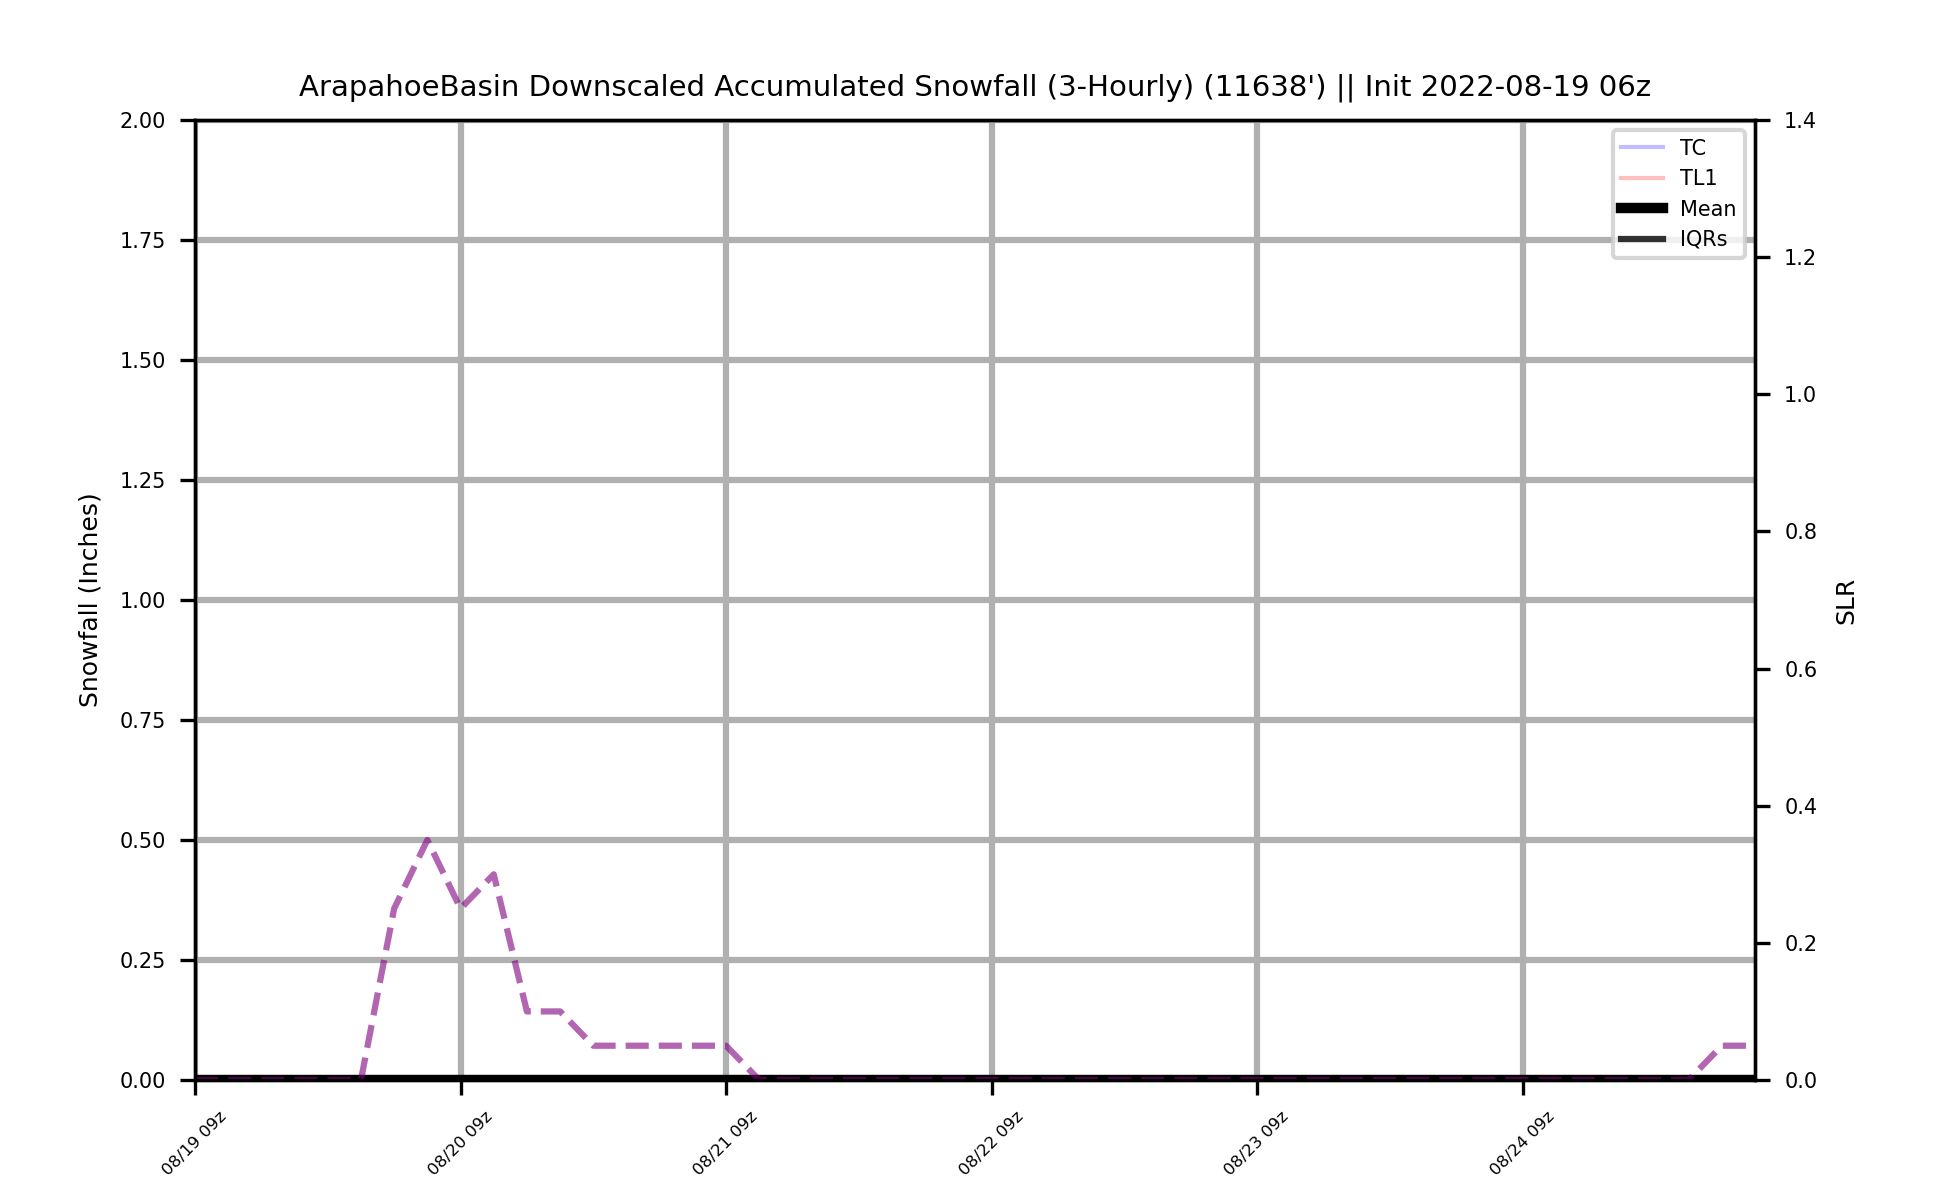 ArapahoeBasin Downscaled Accumulated Snowfall (3-Hourly) (11638') || Init 2022-08-19 06z
2.00
1.75
1.50
1.25
1.00
0.75
0.50
0.25
0.00
Snowfall (Inches)
TC
TL1
Mean
IQRs
1.4
1.2
1.0
0.8
0.6
0.4
0.2
0.0
SLR
08/19 09z
08/20 09z
08/21 09z
08/22 09z
08/23 09z
08/24 09z